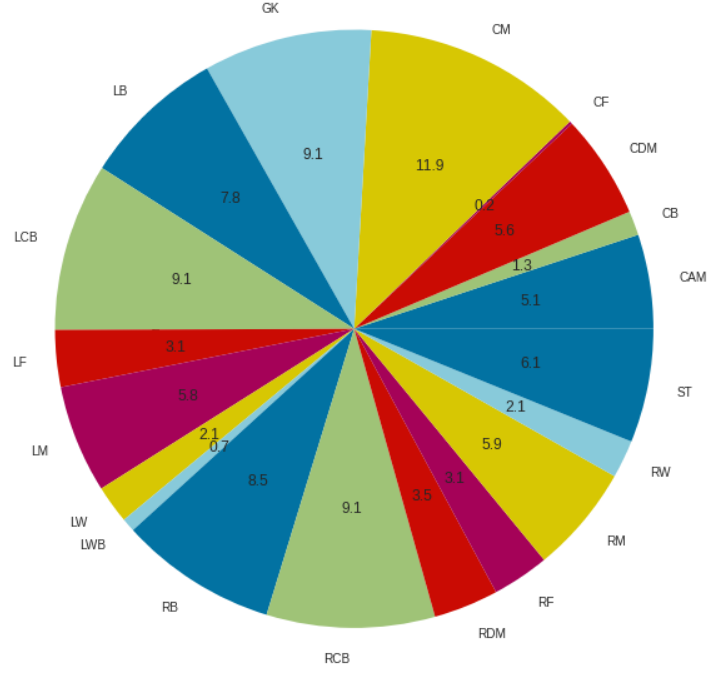 GK
CM
LB
CF
CDM
9.1
11.9
7.8
0.2
CB
5.6
LCB
1.3
CAM
9.1
5.1
LF
3.1
6.1
5.8
2.1
ST
LM
2.1
5.9
0.7
RW
8.5
3.1
3.5
9.1
LW
LWB
RM
RB
RF
RDM
RCB